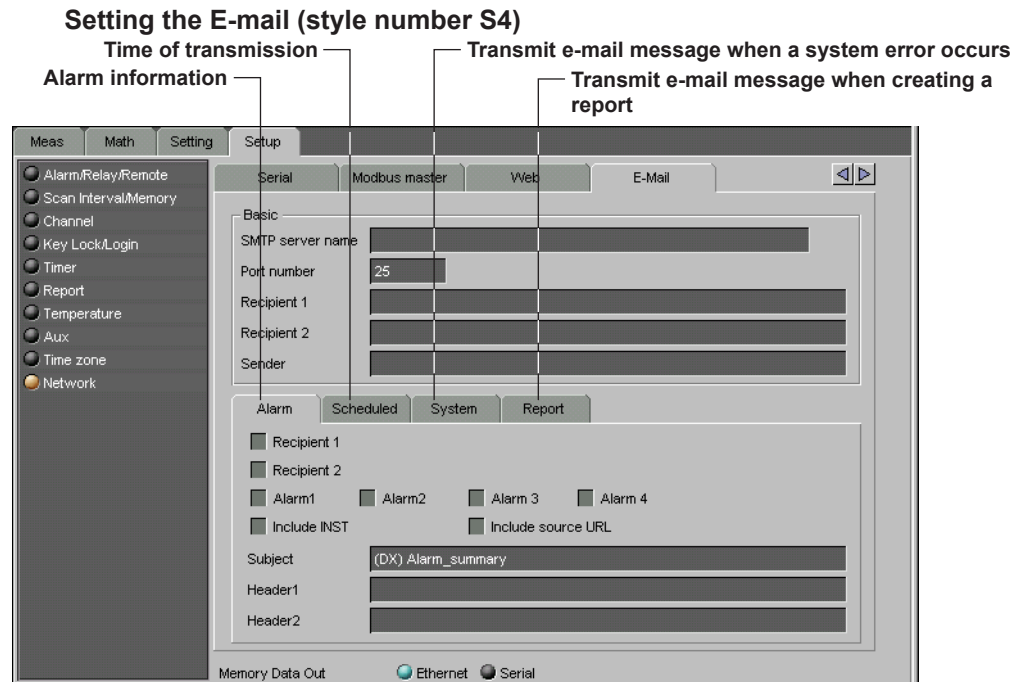 Setting the E-mail (style number S4)
Time of transmission
Transmit e-mail message when a system error occurs
Alarm information
Transmit e-mail message when creating a
report
Meas Math Setting Setup
Alarm/Relay/Remote
Scan Interval/Memory
Channel
Key Lock/Login
Timer
Report
Temperature
Aux
Time zone
Network
Serial Modbus master Web E-Mail
Basic
SMTP server name
Port number 25
Recipient 1
Recipient 2
Sender
Alarm Scheduled System Report
Recipient 1
Recipient 2
Alarm1 Alarm2 Alarm 3 Alarm 4
Include INST Include source URL
Subject (DX) Alarm_summary
Header1
Header2
Memory Data Out Ethernet Serial